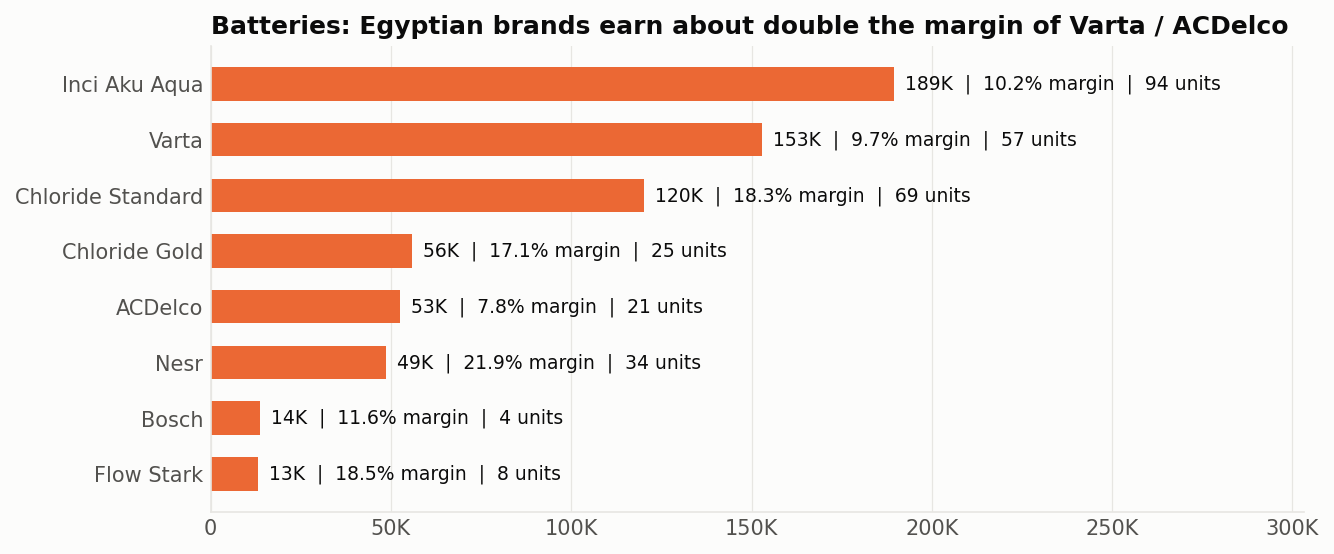 Batteries: Egyptian brands earn about double the margin of Varta / ACDelco
Inci Aku Aqua 189K | 10.2% margin | 94 units
Varta 153K | 9.7% margin | 57 units
Chloride Standard 120K | 18.3% margin | 69 units
Chloride Gold 56K | 17.1% margin | 25 units
ACDelco 53K | 7.8% margin | 21 units
Nesr 49K | 21.9% margin | 34 units
Bosch 14K | 11.6% margin | 4 units
Flow Stark 13K | 18.5% margin | 8 units
0 50K 100K 150K 200K 250K 300K